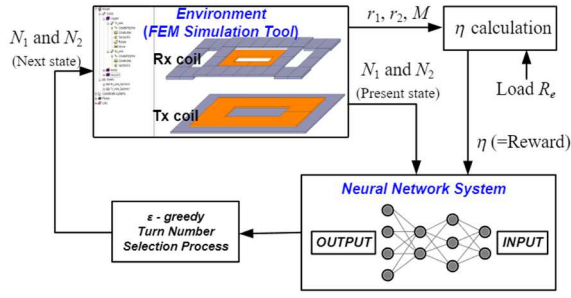 Environment
(FEM Simulation Tool)
Rx coil
Tx coil
r₁, r₂, M
η calculation
Load Rₑ
N₁ and N₂
(Next state)
N₁ and N₂
(Present state)
η (=Reward)
Neural Network System
OUTPUT
INPUT
ε - greedy
Turn Number
Selection Process